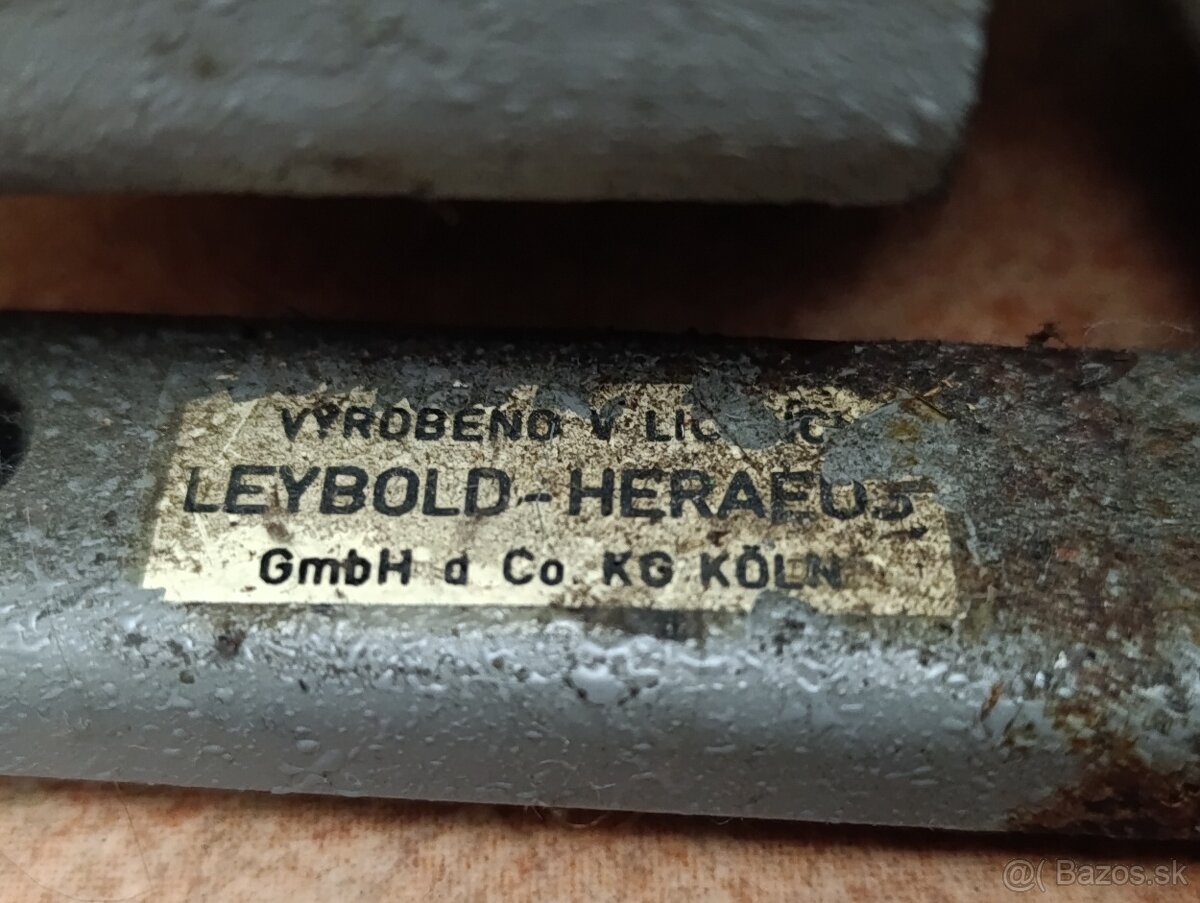 VYROBENO V
LEYBOLD-HERAEUS
GmbH a Co KG KÖLN
@( Bazos.sk